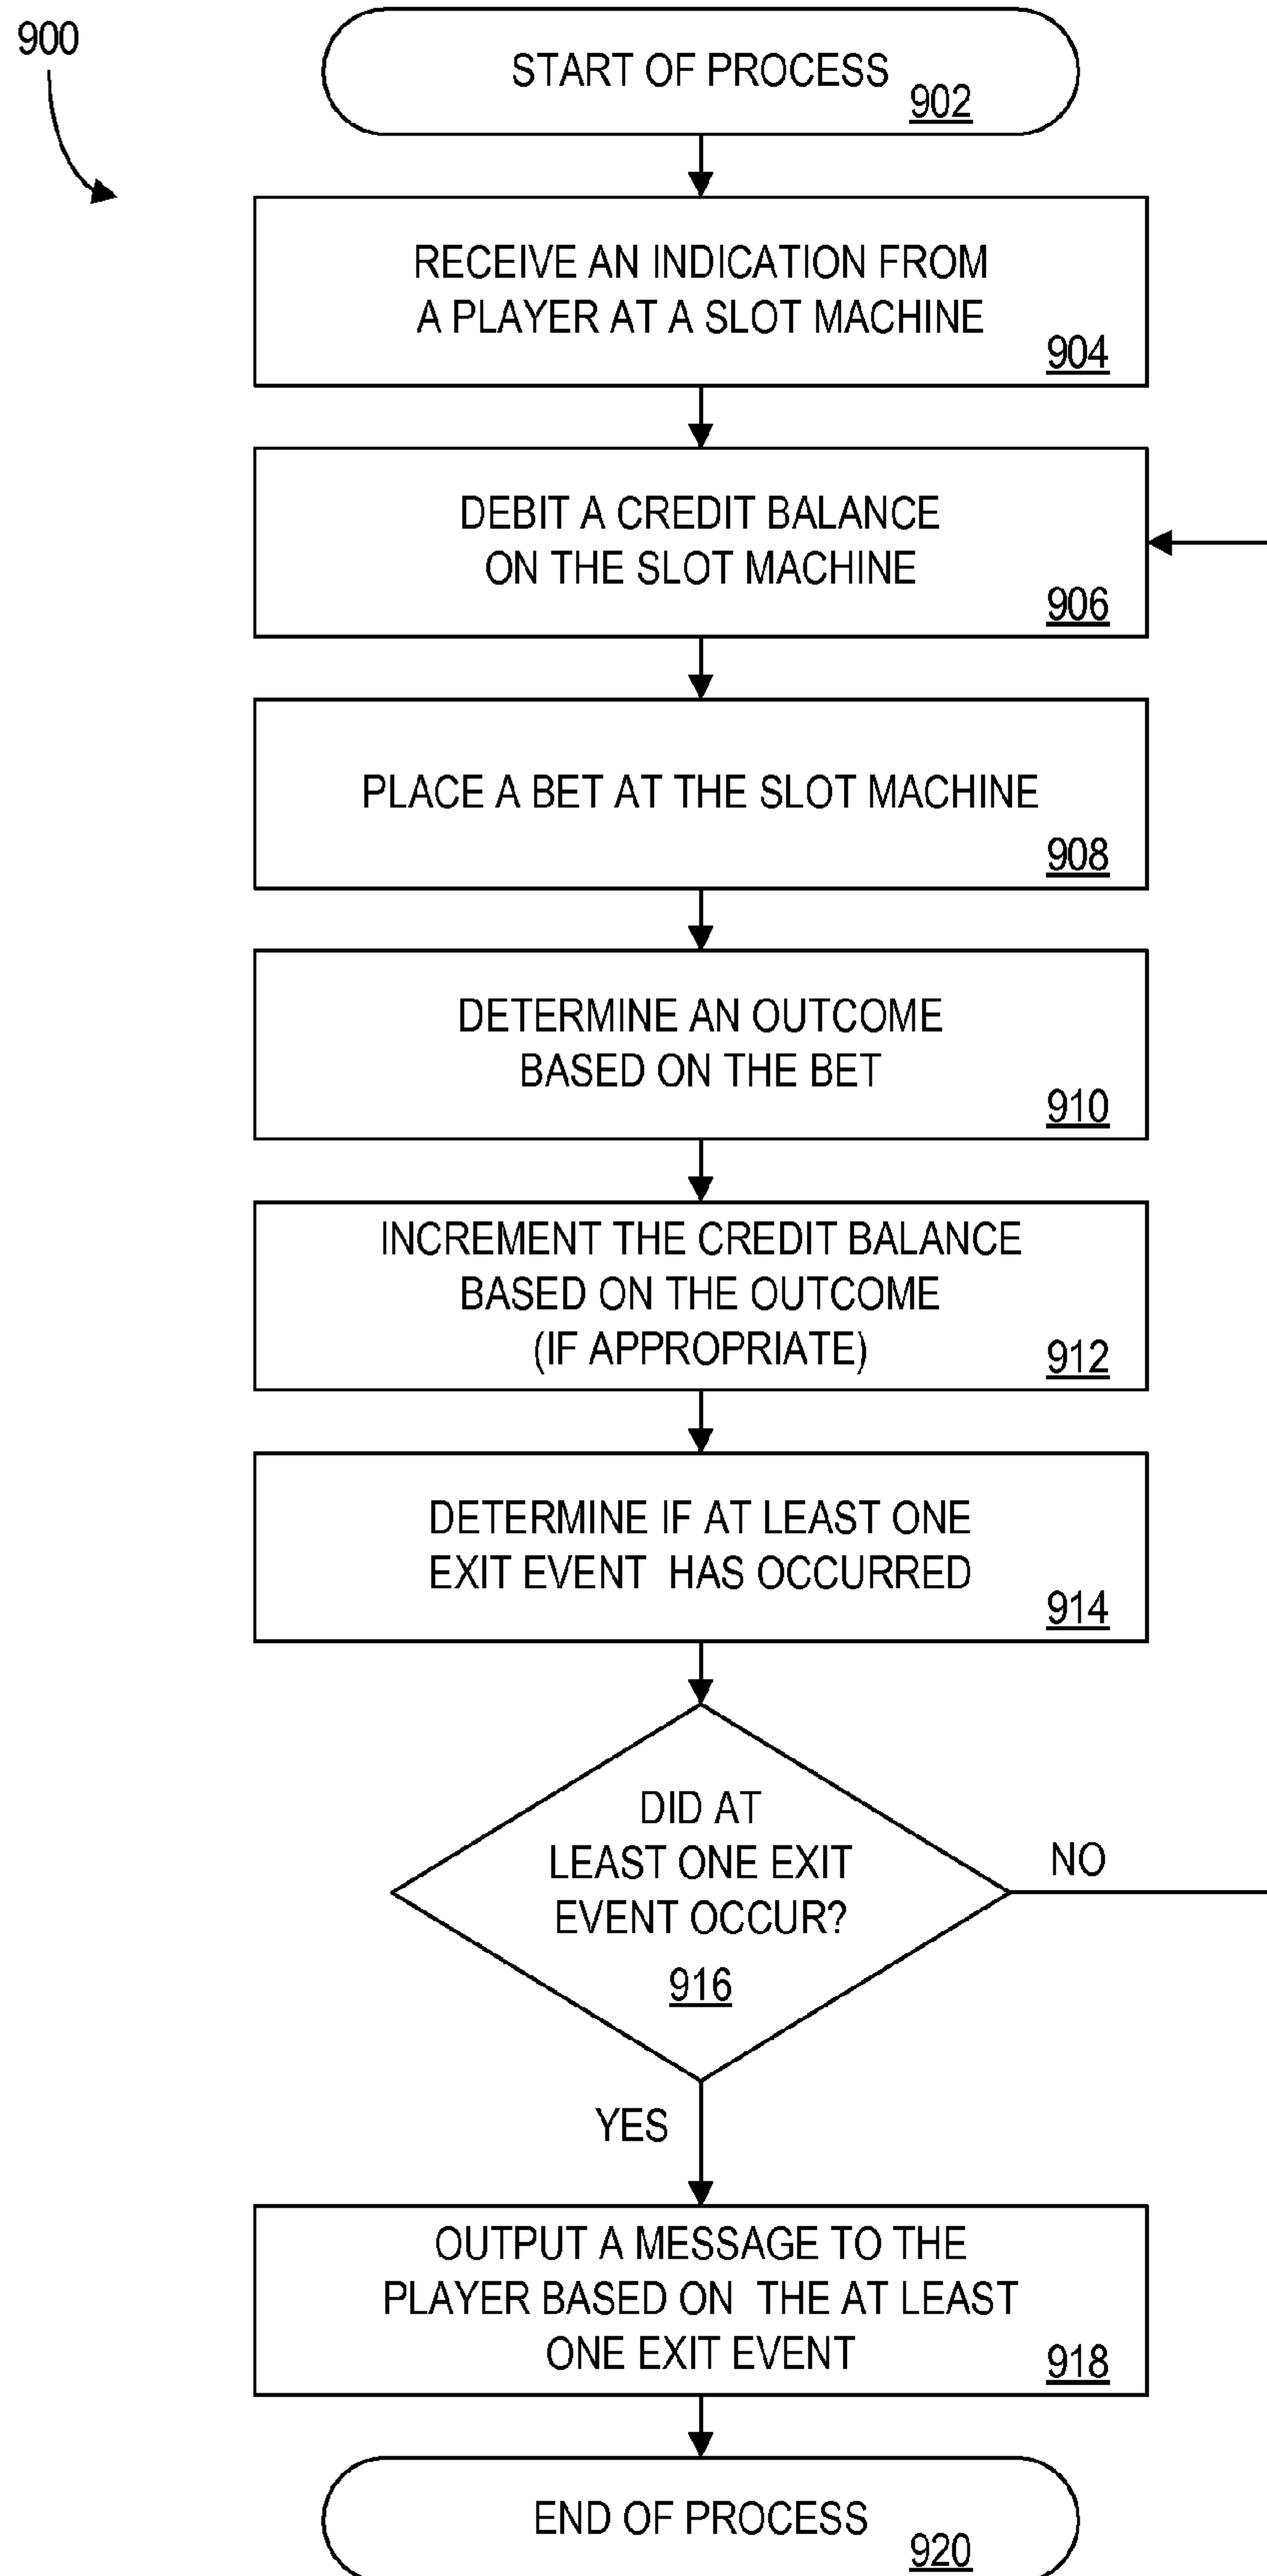 900
START OF PROCESS
902
RECEIVE AN INDICATION FROM
A PLAYER AT A SLOT MACHINE
904
DEBIT A CREDIT BALANCE
ON THE SLOT MACHINE
906
PLACE A BET AT THE SLOT MACHINE
908
DETERMINE AN OUTCOME
BASED ON THE BET
910
INCREMENT THE CREDIT BALANCE
BASED ON THE OUTCOME
(IF APPROPRIATE)
912
DETERMINE IF AT LEAST ONE
EXIT EVENT HAS OCCURRED
914
DID AT
LEAST ONE EXIT
EVENT OCCUR?
916
NO
YES
OUTPUT A MESSAGE TO THE
PLAYER BASED ON THE AT LEAST
ONE EXIT EVENT
918
END OF PROCESS
920